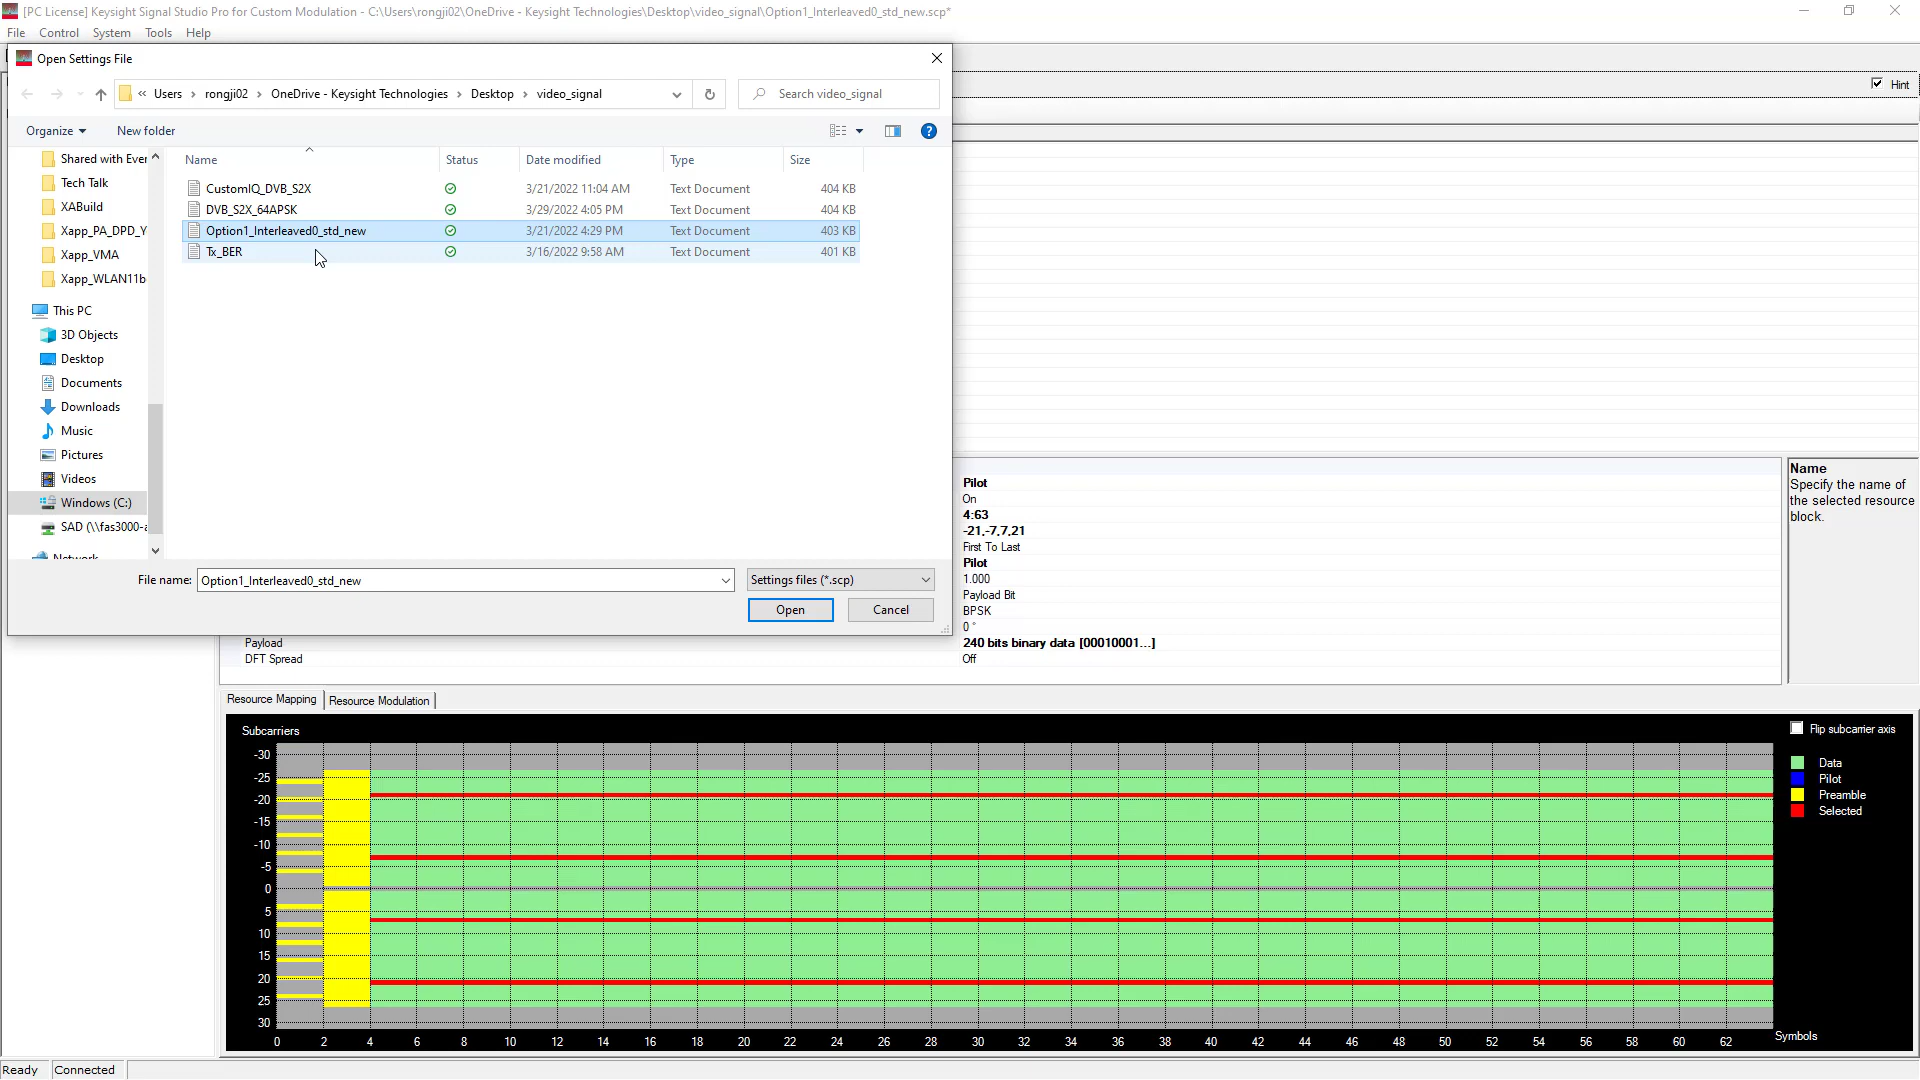 [PC License] Keysight Signal Studio Pro for Custom Modulation - C:\Users\rongji02\OneDrive - Keysight Technologies\Desktop\video_signal\Option1_Interleaved0_std_new.scp*
File Control System Tools Help
Open Settings File
« Users › rongji02 › OneDrive - Keysight Technologies › Desktop › video_signal
Search video_signal
Hint
Organize New folder
Name Status Date modified Type Size
CustomIQ_DVB_S2X 3/21/2022 11:04 AM Text Document 404 KB
DVB_S2X_64APSK 3/29/2022 4:05 PM Text Document 404 KB
Option1_Interleaved0_std_new 3/21/2022 4:29 PM Text Document 403 KB
Tx_BER 3/16/2022 9:58 AM Text Document 401 KB
Shared with Ever
Tech Talk
XABuild
Xapp_PA_DPD_Y
Xapp_VMA
Xapp_WLAN11b
This PC
3D Objects
Desktop
Documents
Downloads
Music
Pictures
Videos
Windows (C:)
SAD (\\fas3000-a
Network
File name: Option1_Interleaved0_std_new Settings files (*.scp)
Open Cancel
Pilot
On
4:63
-21,-7,7,21
First To Last
Pilot
1.000
Payload Bit
BPSK
0 °
Payload 240 bits binary data [00010001...]
DFT Spread Off
Name
Specify the name of
the selected resource
block.
Resource Mapping Resource Modulation
Subcarriers
Flip subcarrier axis
-30
-25
-20
-15
-10
-5
0
5
10
15
20
25
30
0 2 4 6 8 10 12 14 16 18 20 22 24 26 28 30 32 34 36 38 40 42 44 46 48 50 52 54 56 58 60 62
Symbols
Data
Pilot
Preamble
Selected
Ready Connected